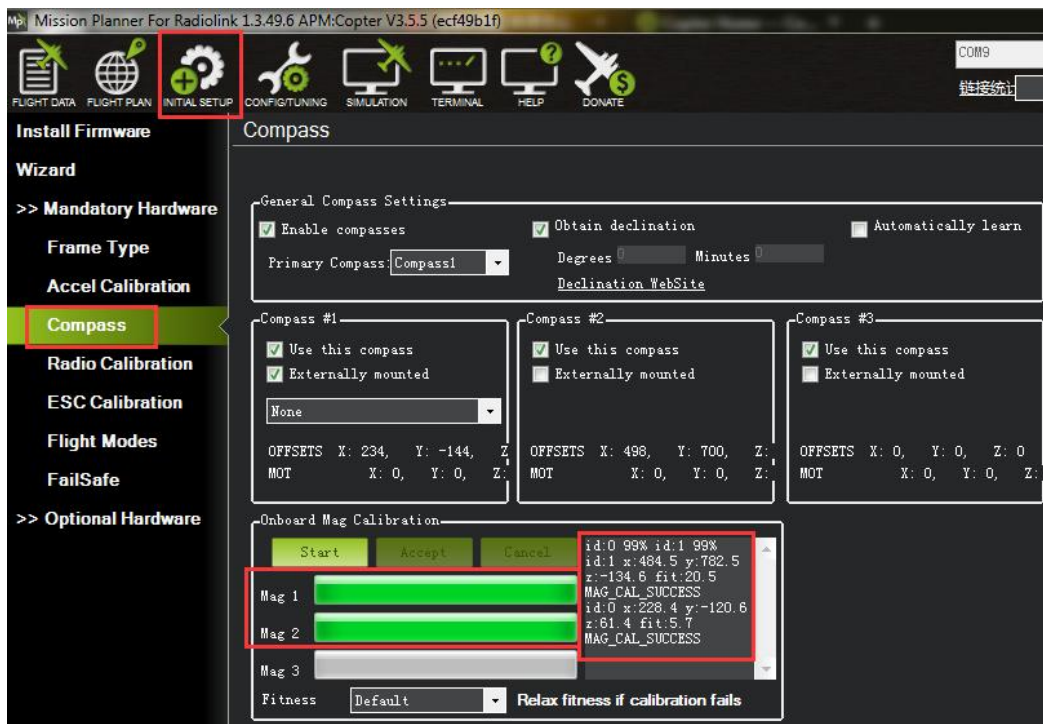 Mission Planner For Radiolink 1.3.49.6 APM:Copter V3.5.5 (ecf49b1f)
FLIGHT DATA FLIGHT PLAN INITIAL SETUP CONFIG/TUNING SIMULATION TERMINAL HELP DONATE
COM9
链接统计
Install Firmware
Wizard
>> Mandatory Hardware
Frame Type
Accel Calibration
Compass
Radio Calibration
ESC Calibration
Flight Modes
FailSafe
>> Optional Hardware
Compass
General Compass Settings
Enable compasses Obtain declination Automatically learn
Primary Compass: Compass1 Degrees 0 Minutes 0
Declination WebSite
Compass #1
Use this compass
Externally mounted
None
OFFSETS X: 234, Y: -144, Z
MOT X: 0, Y: 0, Z:
Compass #2
Use this compass
Externally mounted
OFFSETS X: 498, Y: 700, Z:
MOT X: 0, Y: 0, Z:
Compass #3
Use this compass
Externally mounted
OFFSETS X: 0, Y: 0, Z: 0
MOT X: 0, Y: 0, Z:
Onboard Mag Calibration
Start Accept Cancel
Mag 1
Mag 2
Mag 3
id:0 99% id:1 99%
id:1 x:484.5 y:782.5
z:-134.6 fit:20.5
MAG_CAL_SUCCESS
id:0 x:228.4 y:-120.6
z:61.4 fit:5.7
MAG_CAL_SUCCESS
Fitness Default Relax fitness if calibration fails